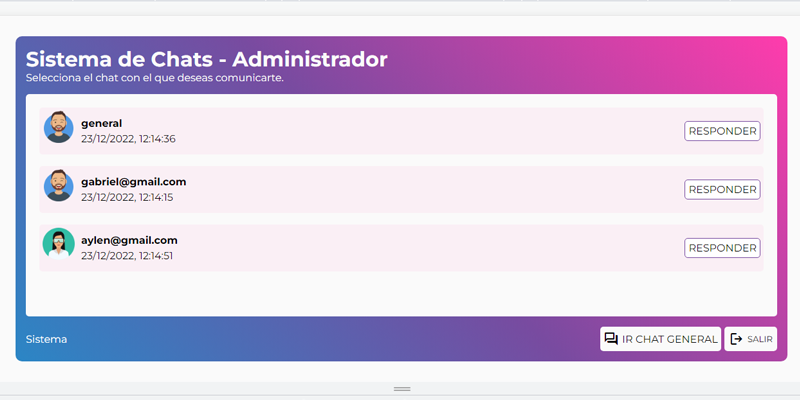 Sistema de Chats - Administrador
Selecciona el chat con el que deseas comunicarte.
general
23/12/2022, 12:14:36
RESPONDER
gabriel@gmail.com
23/12/2022, 12:14:15
RESPONDER
aylen@gmail.com
23/12/2022, 12:14:51
RESPONDER
Sistema
IR CHAT GENERAL
SALIR